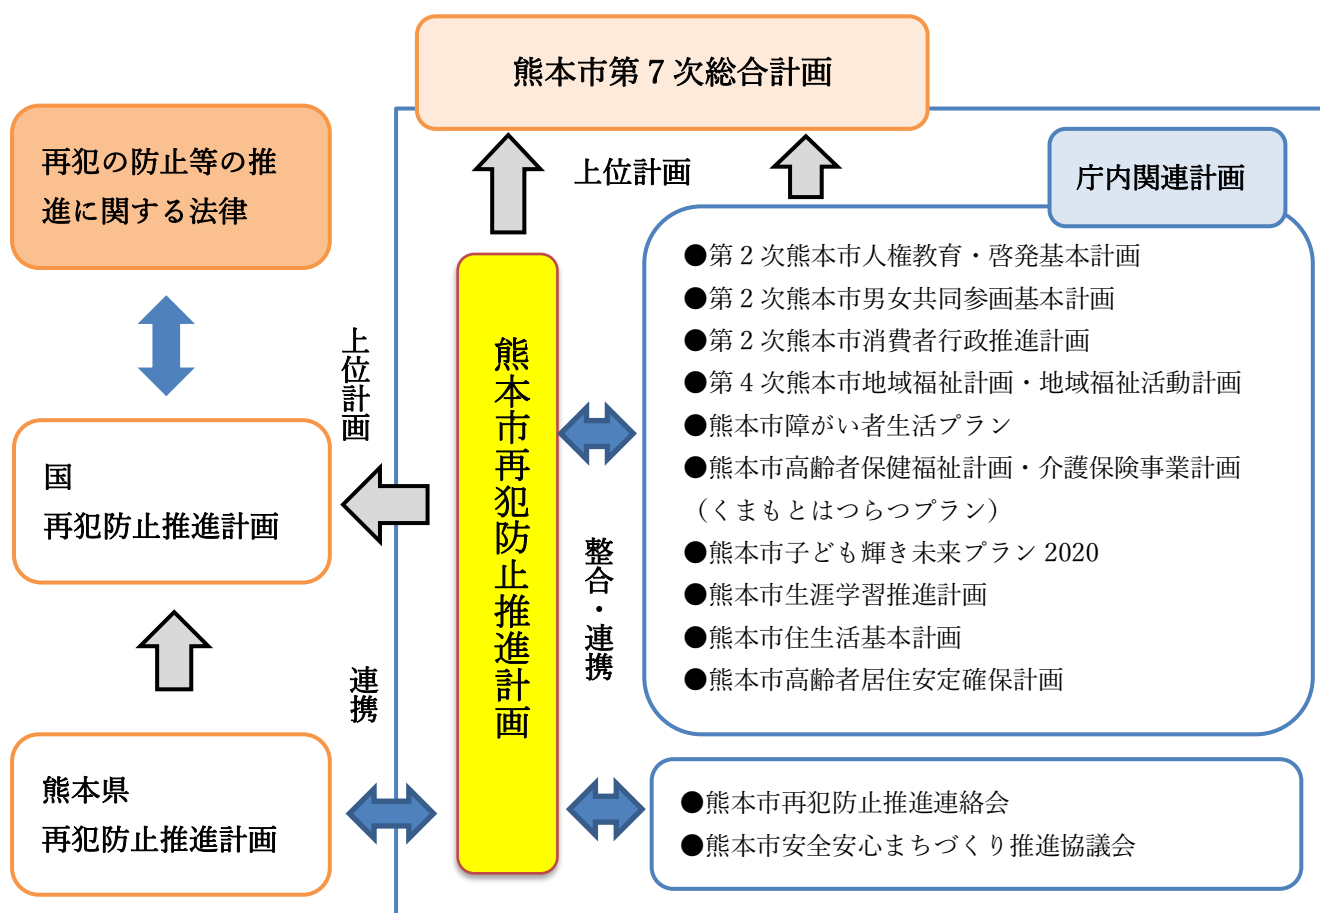 熊本市第７次総合計画
再犯の防止等の推
進に関する法律
上位計画
庁内関連計画
●第２次熊本市人権教育・啓発基本計画
●第２次熊本市男女共同参画基本計画
●第２次熊本市消費者行政推進計画
●第４次熊本市地域福祉計画・地域福祉活動計画
●熊本市障がい者生活プラン
●熊本市高齢者保健福祉計画・介護保険事業計画
（くまもとはつらつプラン）
●熊本市子ども輝き未来プラン 2020
●熊本市生涯学習推進計画
●熊本市住生活基本計画
●熊本市高齢者居住安定確保計画
上位計画
熊本市再犯防止推進計画
整合・連携
国
再犯防止推進計画
連携
熊本県
再犯防止推進計画
●熊本市再犯防止推進連絡会
●熊本市安全安心まちづくり推進協議会